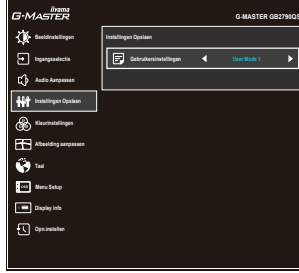 iiyama
G-MASTER
G-MASTER GB2790QS
Beeldinstellingen
Instellingen Opslaan
Ingangsselectie
Gebruikersinstellingen
User Mode 1
Audio Aanpassen
Instellingen Opslaan
Kleurinstellingen
Afbeelding aanpassen
Taal
OSD
Menu Setup
Display info
Opn.instellen